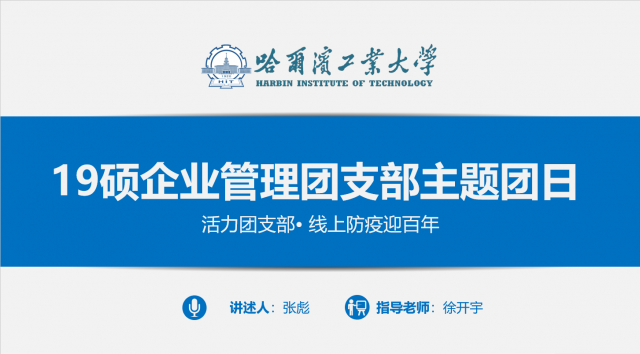 哈爾濱工業大學
HARBIN INSTITUTE OF TECHNOLOGY
HIT
19硕企业管理团支部主题团日
活力团支部• 线上防疫迎百年
讲述人：张彪
指导老师：徐开宇